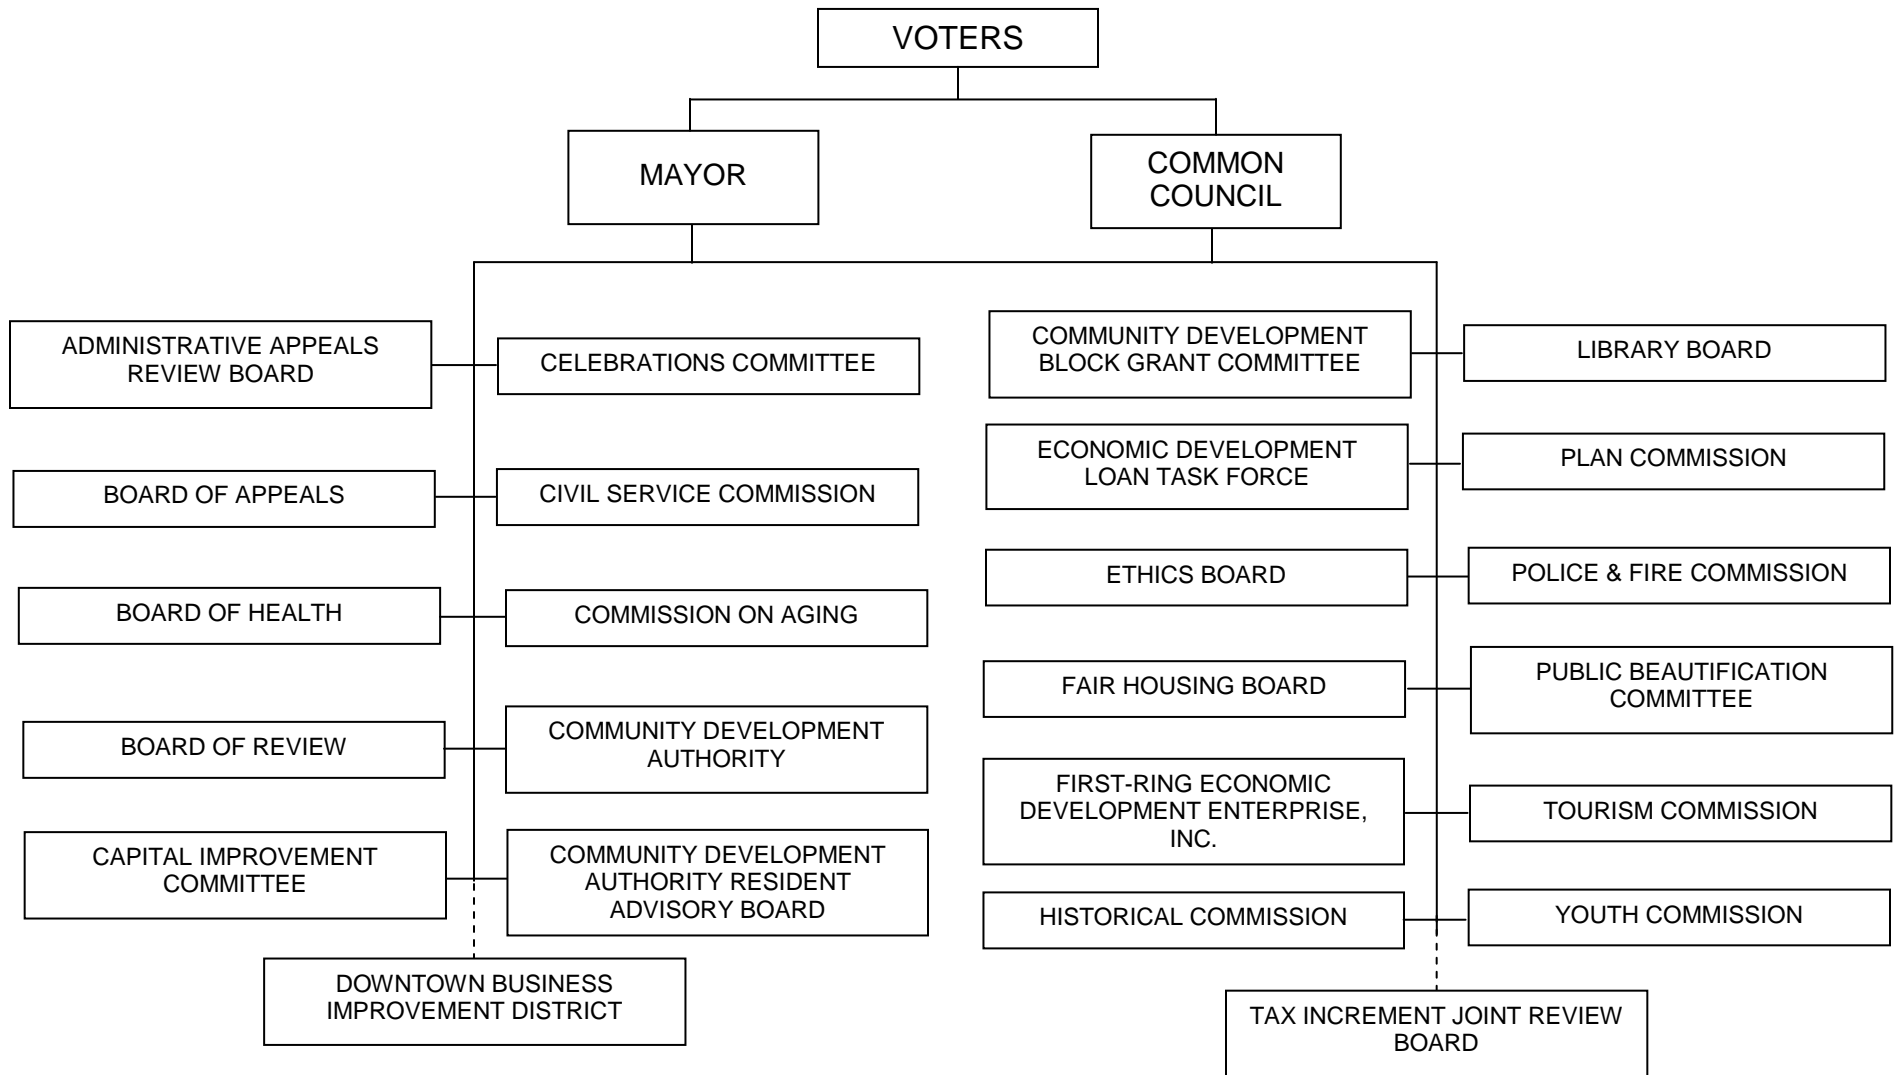 VOTERS
MAYOR
COMMON
COUNCIL
ADMINISTRATIVE APPEALS
REVIEW BOARD
CELEBRATIONS COMMITTEE
COMMUNITY DEVELOPMENT
BLOCK GRANT COMMITTEE
LIBRARY BOARD
BOARD OF APPEALS
CIVIL SERVICE COMMISSION
ECONOMIC DEVELOPMENT
LOAN TASK FORCE
PLAN COMMISSION
BOARD OF HEALTH
COMMISSION ON AGING
ETHICS BOARD
POLICE & FIRE COMMISSION
BOARD OF REVIEW
COMMUNITY DEVELOPMENT
AUTHORITY
FAIR HOUSING BOARD
PUBLIC BEAUTIFICATION
COMMITTEE
CAPITAL IMPROVEMENT
COMMITTEE
COMMUNITY DEVELOPMENT
AUTHORITY RESIDENT
ADVISORY BOARD
FIRST-RING ECONOMIC
DEVELOPMENT ENTERPRISE,
INC.
TOURISM COMMISSION
HISTORICAL COMMISSION
YOUTH COMMISSION
DOWNTOWN BUSINESS
IMPROVEMENT DISTRICT
TAX INCREMENT JOINT REVIEW
BOARD